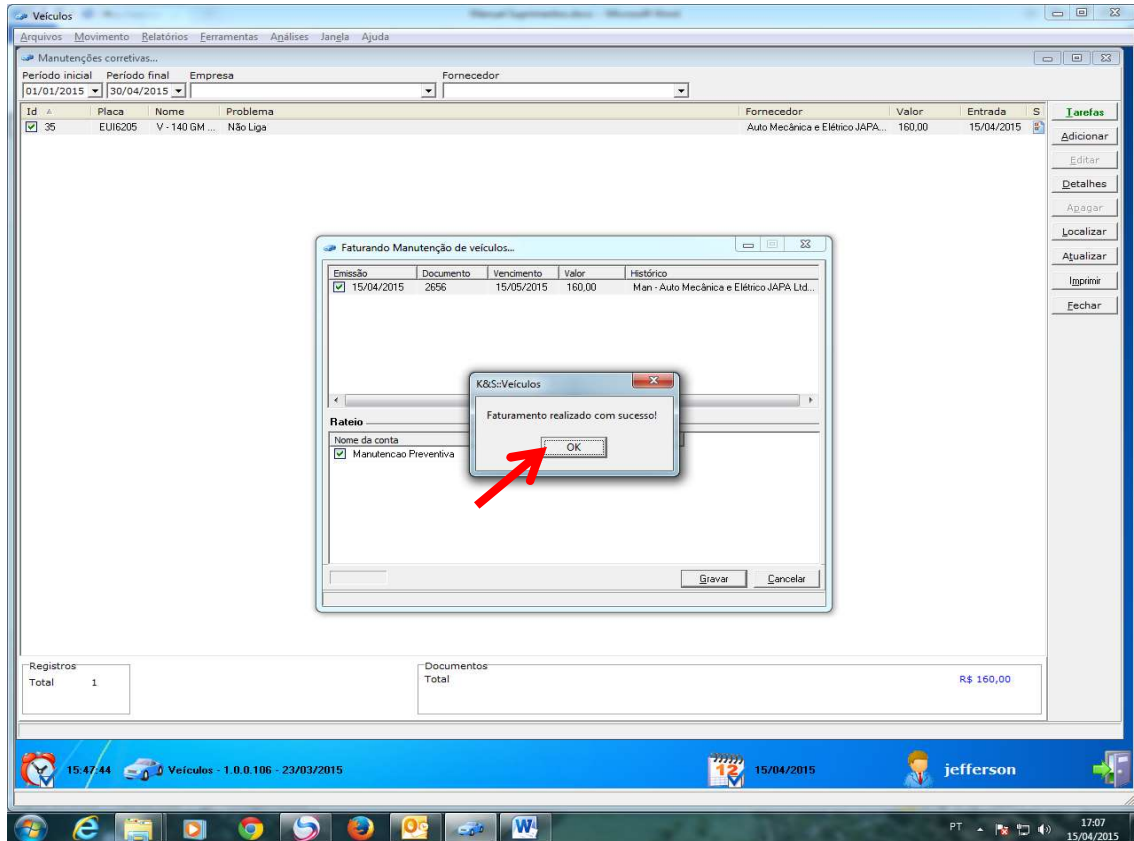 Veículos
Arquivos Movimento Relatórios Ferramentas Análises Jangla Ajuda
Manutenções corretivas...
Período inicial Período final Empresa Fornecedor
01/01/2015 30/04/2015
Id Placa Nome Problema Fornecedor Valor Entrada S
35 EUI6205 V - 140 GM ... Não Liga Auto Mecânica e Elétrico JAPA... 160,00 15/04/2015
Tarefas
Adicionar
Editar
Detalhes
Apagar
Localizar
Atualizar
Imprimir
Fechar
Faturando Manutenção de veículos...
Emissão Documento Vencimento Valor Histórico
15/04/2015 2656 15/05/2015 160,00 Man - Auto Mecânica e Elétrico JAPA Ltd...
K&S::Veículos
Faturamento realizado com sucesso!
OK
Rateio
Nome da conta
Manutencao Preventiva
Gravar Cancelar
Registros
Total 1
Documentos
Total R$ 160,00
15:47:44 Veículos - 1.0.0.106 - 23/03/2015 12 15/04/2015 jefferson
PT 17:07
15/04/2015